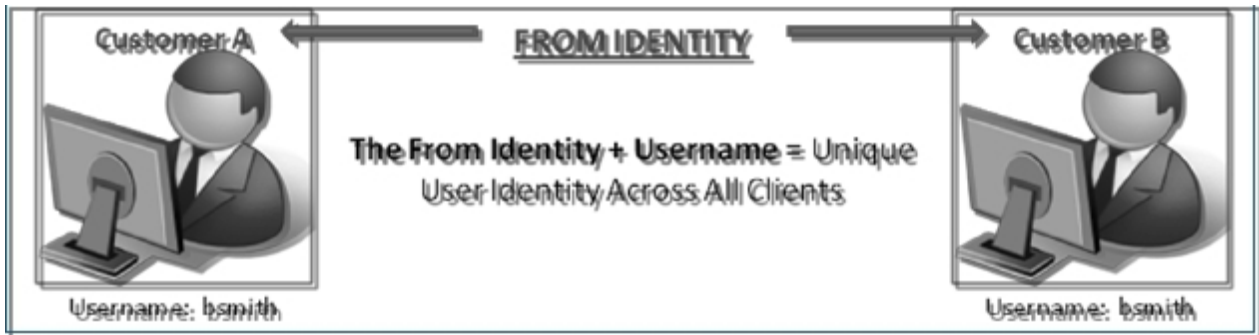 Customer A
FROM IDENTITY
Customer B
The From Identity + Username = Unique
User Identity Across All Clients
Username: bsmith
Username: bsmith